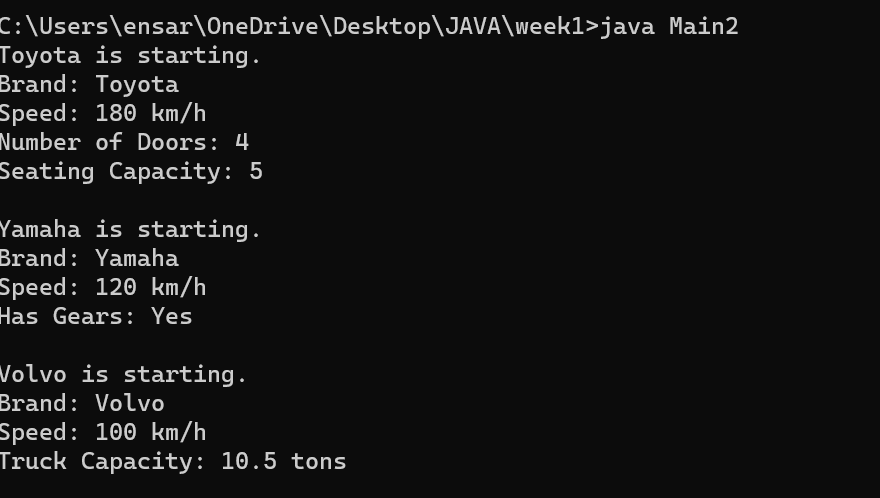 C:\Users\ensar\OneDrive\Desktop\JAVA\week1>java Main2
Toyota is starting.
Brand: Toyota
Speed: 180 km/h
Number of Doors: 4
Seating Capacity: 5
Yamaha is starting.
Brand: Yamaha
Speed: 120 km/h
Has Gears: Yes
Volvo is starting.
Brand: Volvo
Speed: 100 km/h
Truck Capacity: 10.5 tons